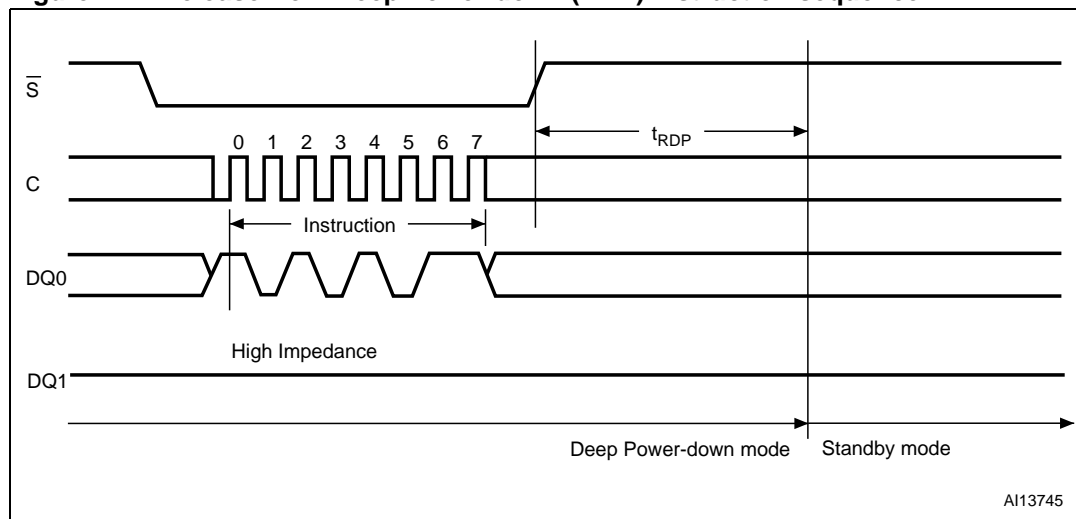 S
tRDP
0 1 2 3 4 5 6 7
C
Instruction
DQ0
High Impedance
DQ1
Deep Power-down mode Standby mode
AI13745